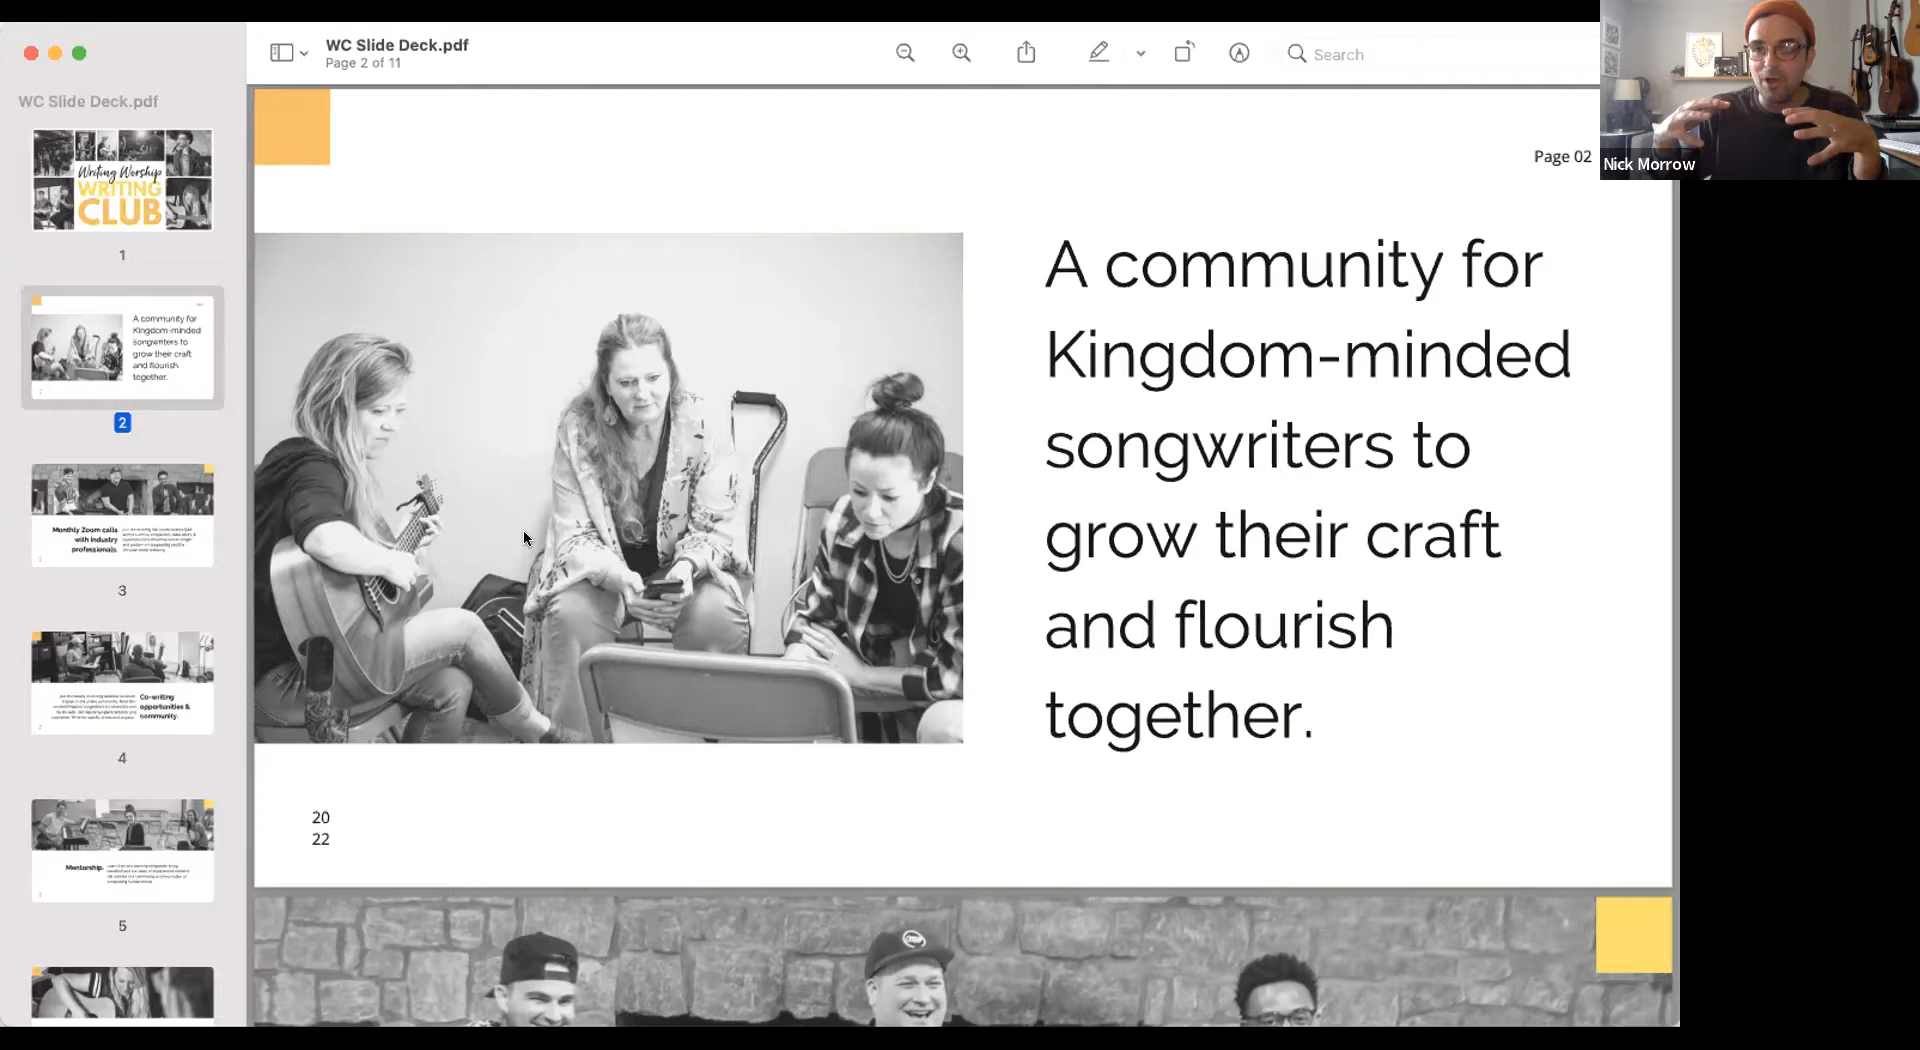 WC Slide Deck.pdf
Page 2 of 11
Search
Nick Morrow
WC Slide Deck.pdf
Writing Worship
WRITING
CLUB
1
A community for
Kingdom-minded
songwriters to
grow their craft
and flourish
together.
2
Monthly Zoom calls
with industry
professionals.
3
Co-writing
opportunities &
community.
4
Mentorship.
5
Page 02
A community for
Kingdom-minded
songwriters to
grow their craft
and flourish
together.
20
22